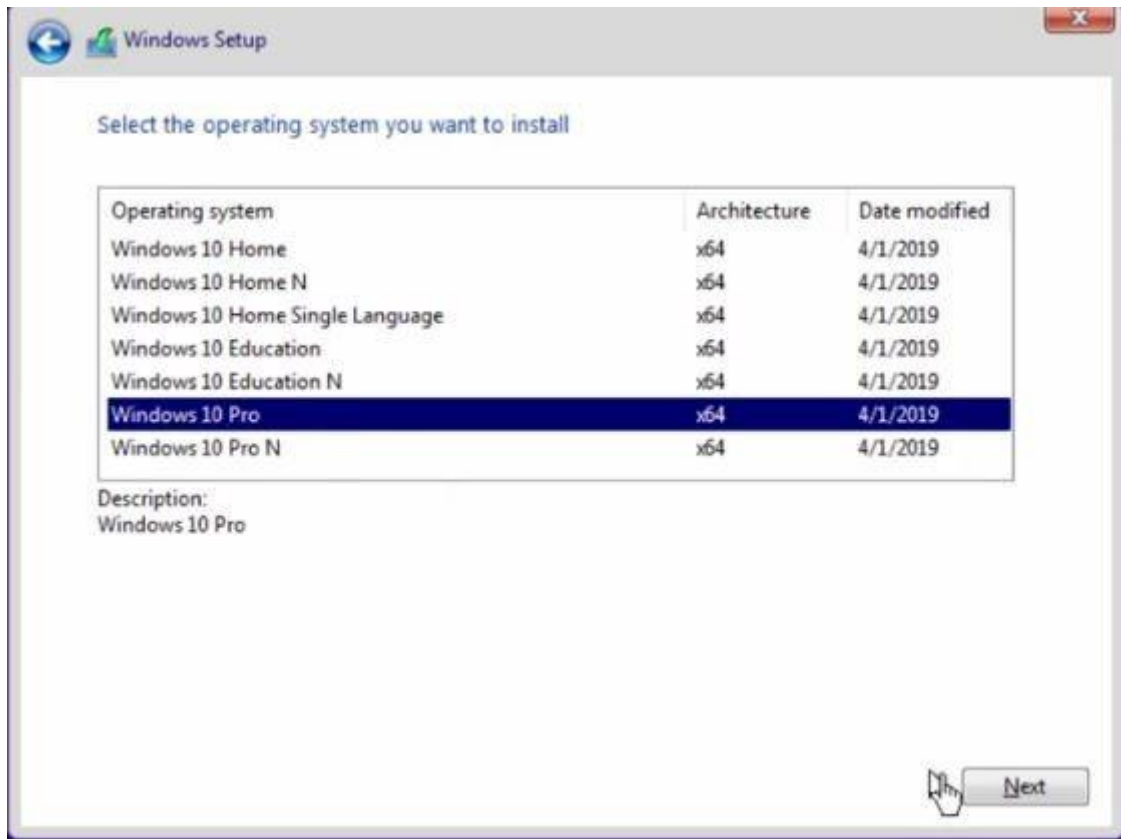 Windows Setup
Select the operating system you want to install
Operating system Architecture Date modified
Windows 10 Home x64 4/1/2019
Windows 10 Home N x64 4/1/2019
Windows 10 Home Single Language x64 4/1/2019
Windows 10 Education x64 4/1/2019
Windows 10 Education N x64 4/1/2019
Windows 10 Pro x64 4/1/2019
Windows 10 Pro N x64 4/1/2019
Description:
Windows 10 Pro
Next